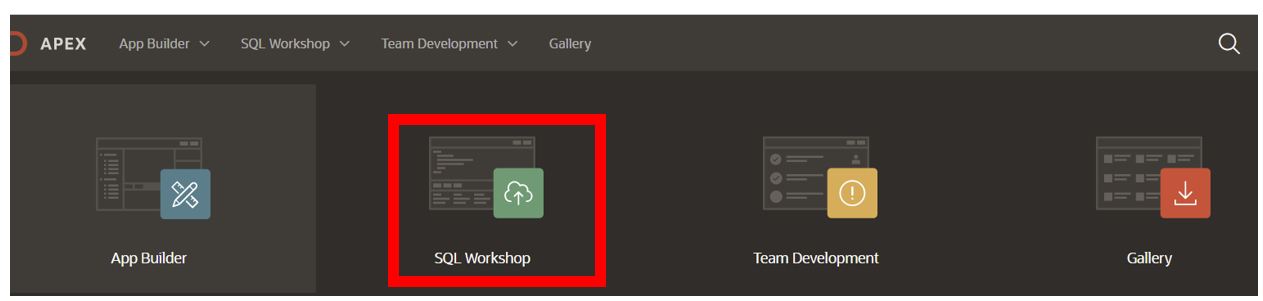 APEX App Builder SQL Workshop Team Development Gallery
App Builder SQL Workshop Team Development Gallery